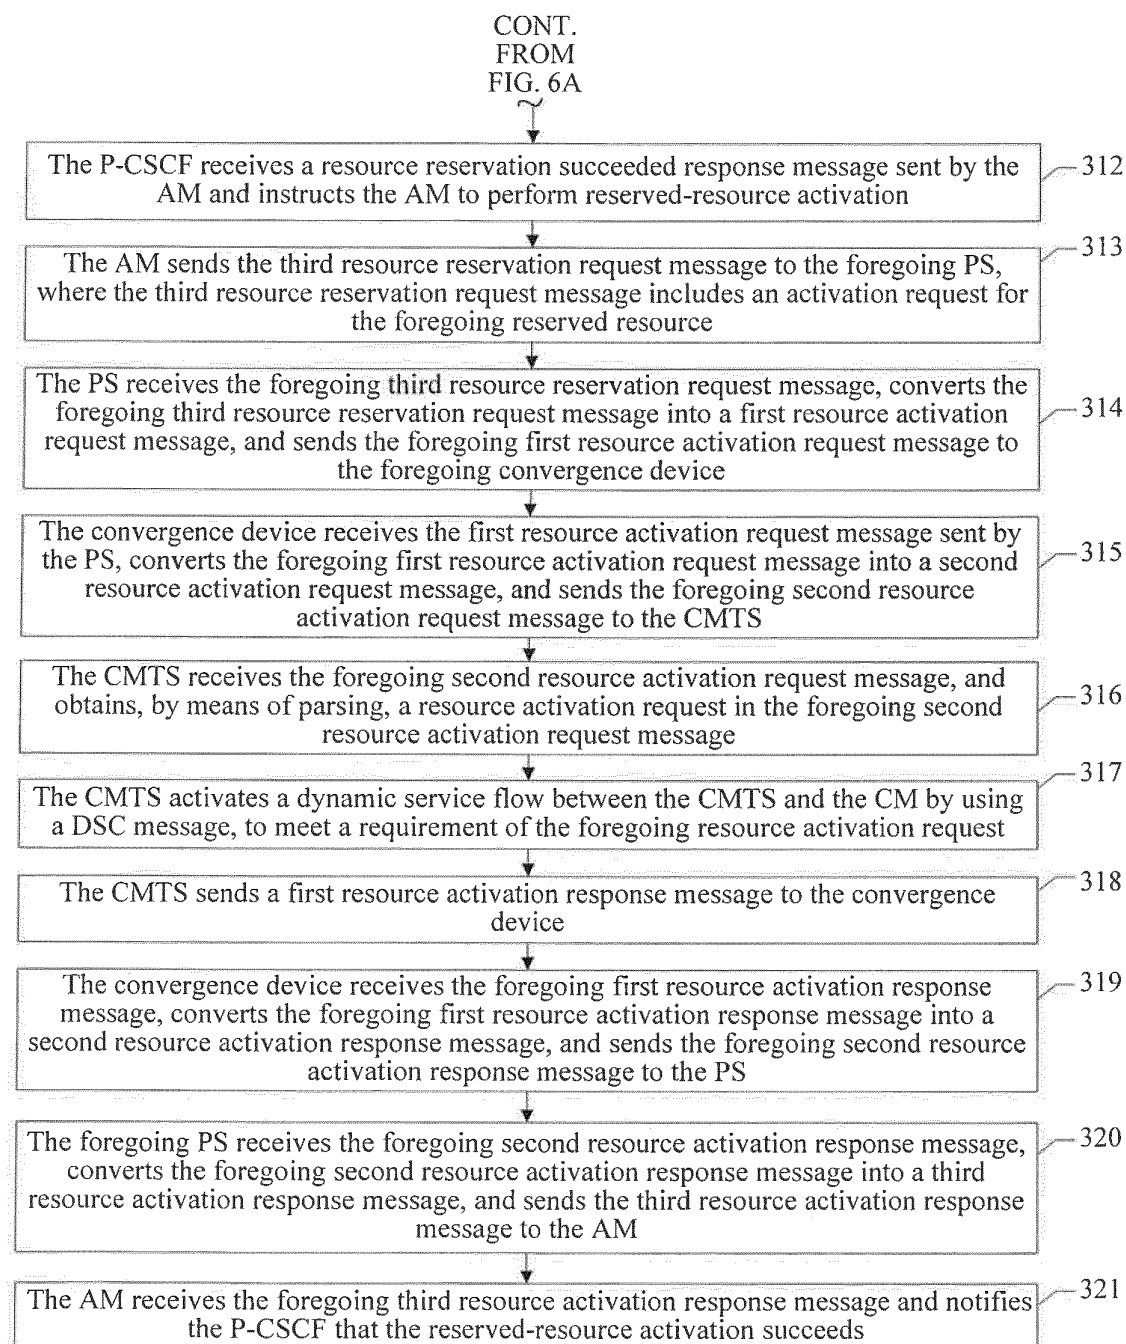 CONT.
FROM
FIG. 6A
The P-CSCF receives a resource reservation succeeded response message sent by the
AM and instructs the AM to perform reserved-resource activation
312
The AM sends the third resource reservation request message to the foregoing PS,
where the third resource reservation request message includes an activation request for
the foregoing reserved resource
313
The PS receives the foregoing third resource reservation request message, converts the
foregoing third resource reservation request message into a first resource activation
request message, and sends the foregoing first resource activation request message to
the foregoing convergence device
314
The convergence device receives the first resource activation request message sent by
the PS, converts the foregoing first resource activation request message into a second
resource activation request message, and sends the foregoing second resource
activation request message to the CMTS
315
The CMTS receives the foregoing second resource activation request message, and
obtains, by means of parsing, a resource activation request in the foregoing second
resource activation request message
316
The CMTS activates a dynamic service flow between the CMTS and the CM by using
a DSC message, to meet a requirement of the foregoing resource activation request
317
The CMTS sends a first resource activation response message to the convergence
device
318
The convergence device receives the foregoing first resource activation response
message, converts the foregoing first resource activation response message into a
second resource activation response message, and sends the foregoing second resource
activation response message to the PS
319
The foregoing PS receives the foregoing second resource activation response message,
converts the foregoing second resource activation response message into a third
resource activation response message, and sends the third resource activation response
message to the AM
320
The AM receives the foregoing third resource activation response message and notifies
the P-CSCF that the reserved-resource activation succeeds
321